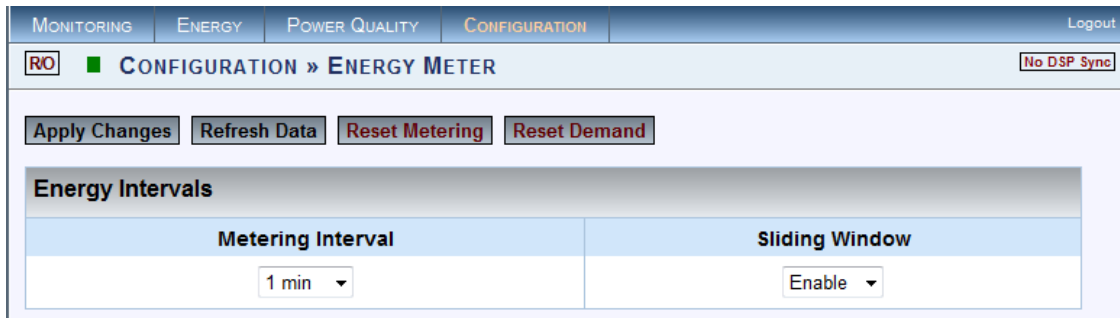 MONITORING ENERGY POWER QUALITY CONFIGURATION Logout
R/O CONFIGURATION » ENERGY METER No DSP Sync
Apply Changes Refresh Data Reset Metering Reset Demand
Energy Intervals
Metering Interval Sliding Window
1 min Enable